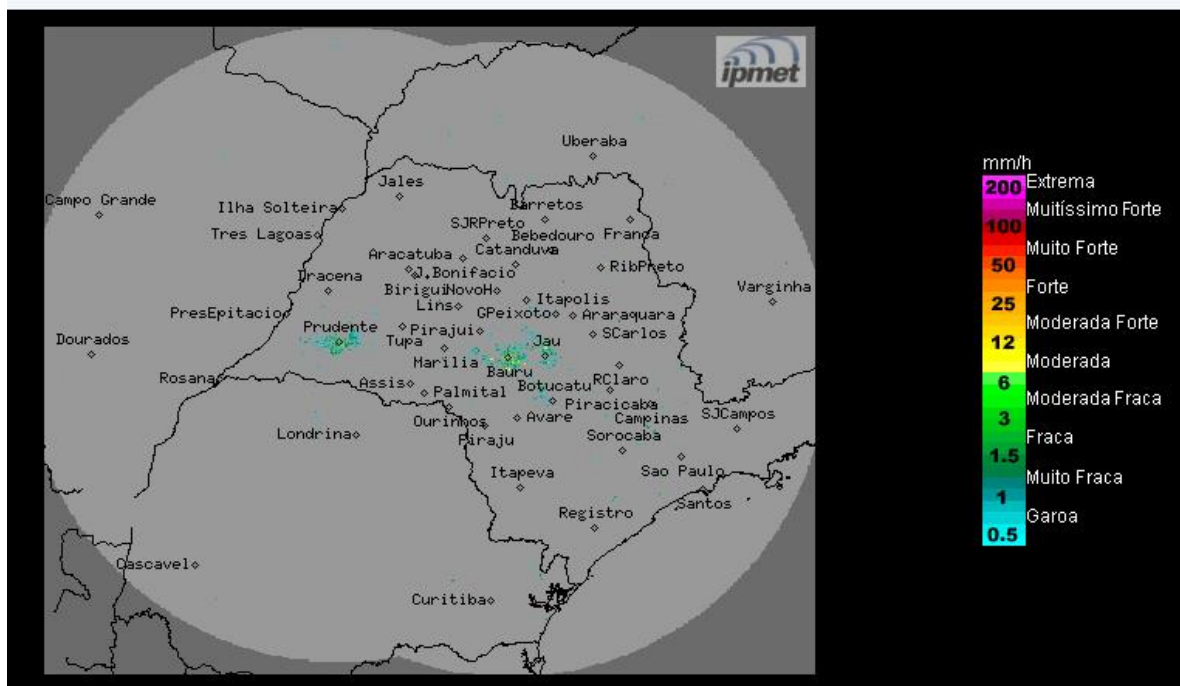 ipmet
Uberaba
Jales
Campo Grande
Ilha Solteira
Barretos
SJRPreto
Tres Lagoas
Bebedouro
Franca
Aracatuba
Catanduva
J.Bonifacio
RibPreto
Dracena
Birigui
NovoH
Varginha
Lins
Itapolis
PresEpitacio
GPeixoto
Araraquara
Prudente
Pirajui
SCarlos
Dourados
Tupa
Jau
Marilia
Bauru
Rosana
Assis
Botucatu
RClaro
Palmital
Piracicaba
Ourinhos
Avare
Campinas
SJCampos
Londrina
Piraju
Sorocaba
Itapeva
Sao Paulo
Santos
Registro
Cascavel
Curitiba
mm/h
200 Extrema
Muitíssimo Forte
100
Muito Forte
50
Forte
25
Moderada Forte
12
Moderada
6
Moderada Fraca
3
Fraca
1.5
Muito Fraca
1
Garoa
0.5